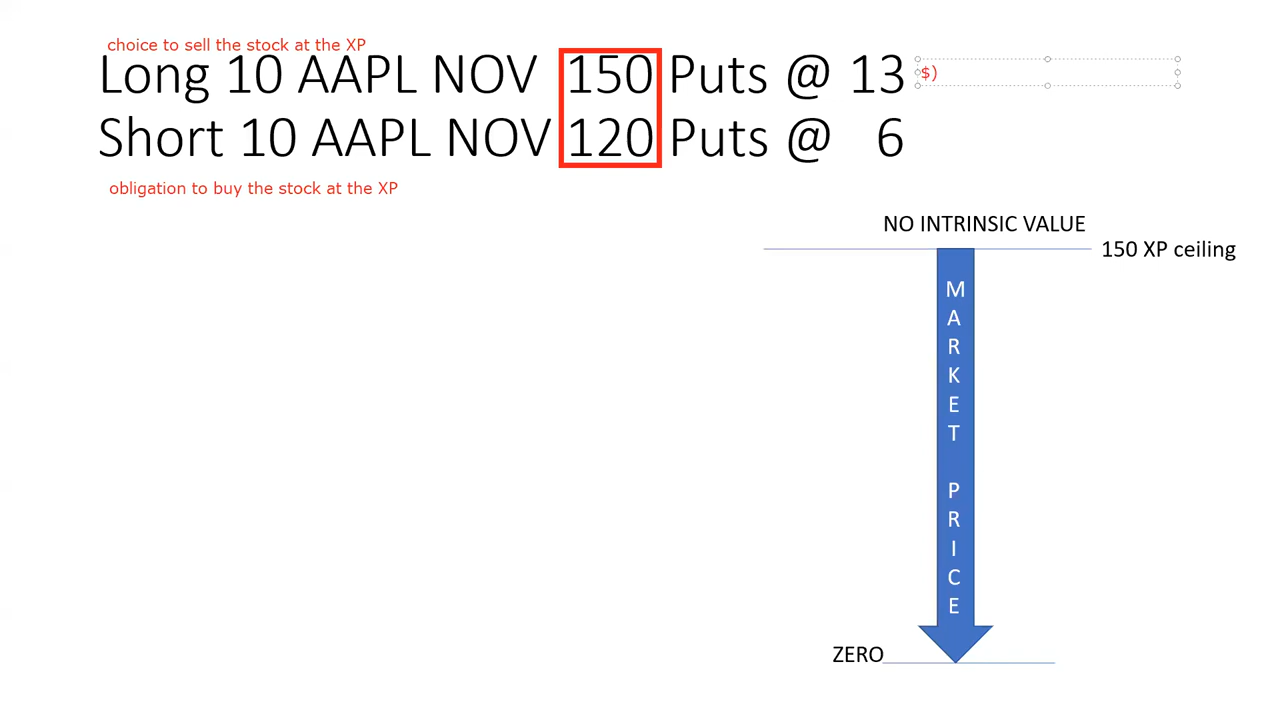 choice to sell the stock at the XP
Long 10 AAPL NOV 150 Puts @ 13 $)
Short 10 AAPL NOV 120 Puts @ 6
obligation to buy the stock at the XP
NO INTRINSIC VALUE
150 XP ceiling
MARKET PRICE
ZERO